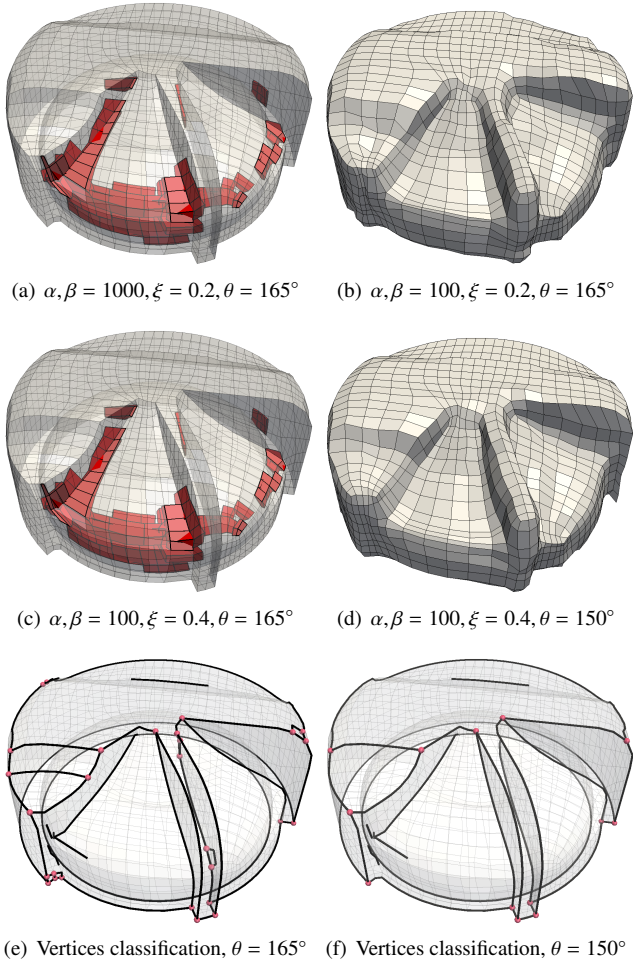 (a) α, β = 1000, ξ = 0.2, θ = 165°
(b) α, β = 100, ξ = 0.2, θ = 165°
(c) α, β = 100, ξ = 0.4, θ = 165°
(d) α, β = 100, ξ = 0.4, θ = 150°
(e) Vertices classification, θ = 165°
(f) Vertices classification, θ = 150°